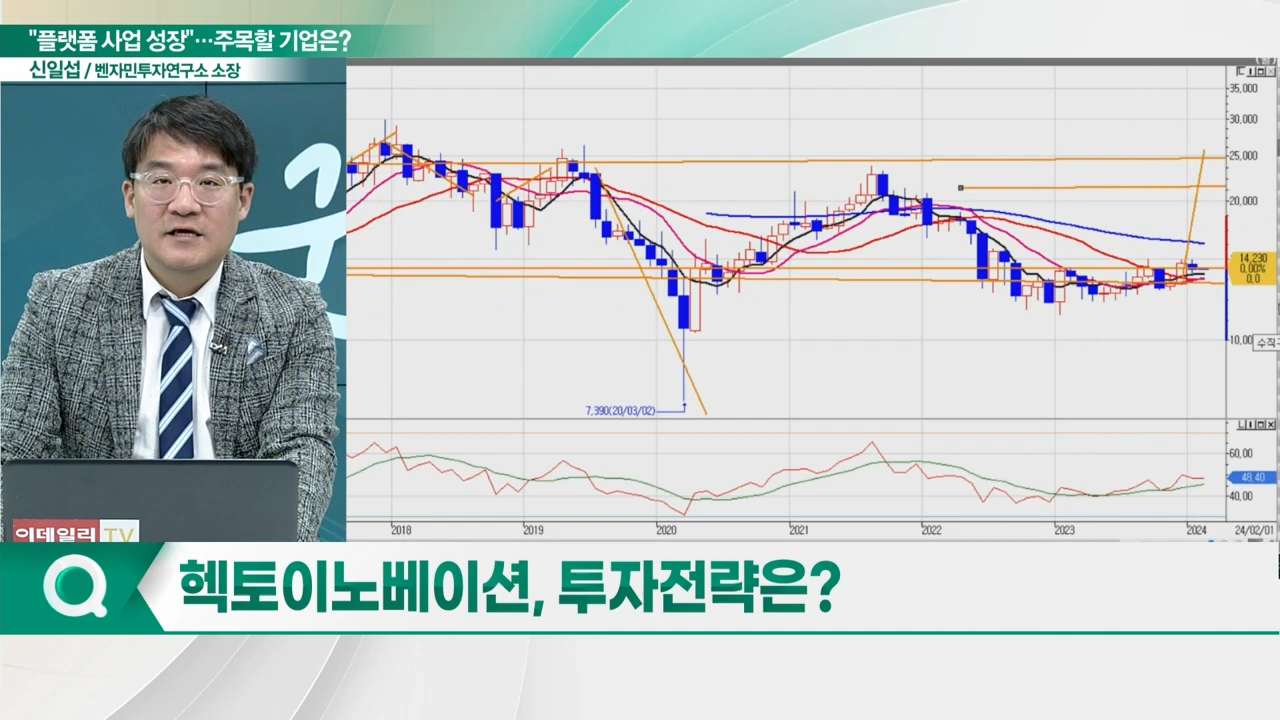 "플랫폼 사업 성장"…주목할 기업은?
신일섭 / 벤자민투자연구소 소장
35,000
30,000
25,000
20,000
14,230
0.00%
0.0
10,00
수직
7,390(20/03/02)
60,00
48,40
40,00
2018 2019 2020 2021 2022 2023 2024 24/02/01
이데일리 TV
헥토이노베이션, 투자전략은?